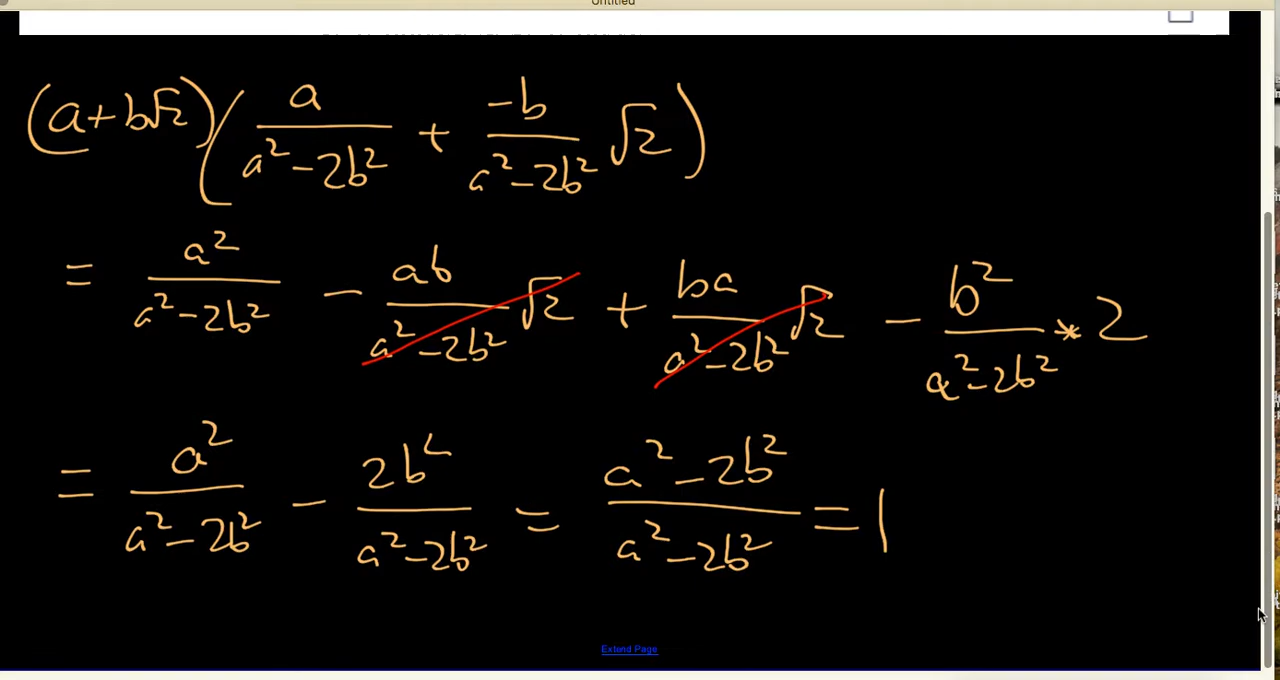 Untitled
(a+b√2)(a/(a²-2b²) + -b/(a²-2b²) √2)
= a²/(a²-2b²) - ab/(a²-2b²) √2 + ba/(a²-2b²) √2 - b²/(a²-2b²) * 2
= a²/(a²-2b²) - 2b²/(a²-2b²) = (a²-2b²)/(a²-2b²) = 1
Extend Page